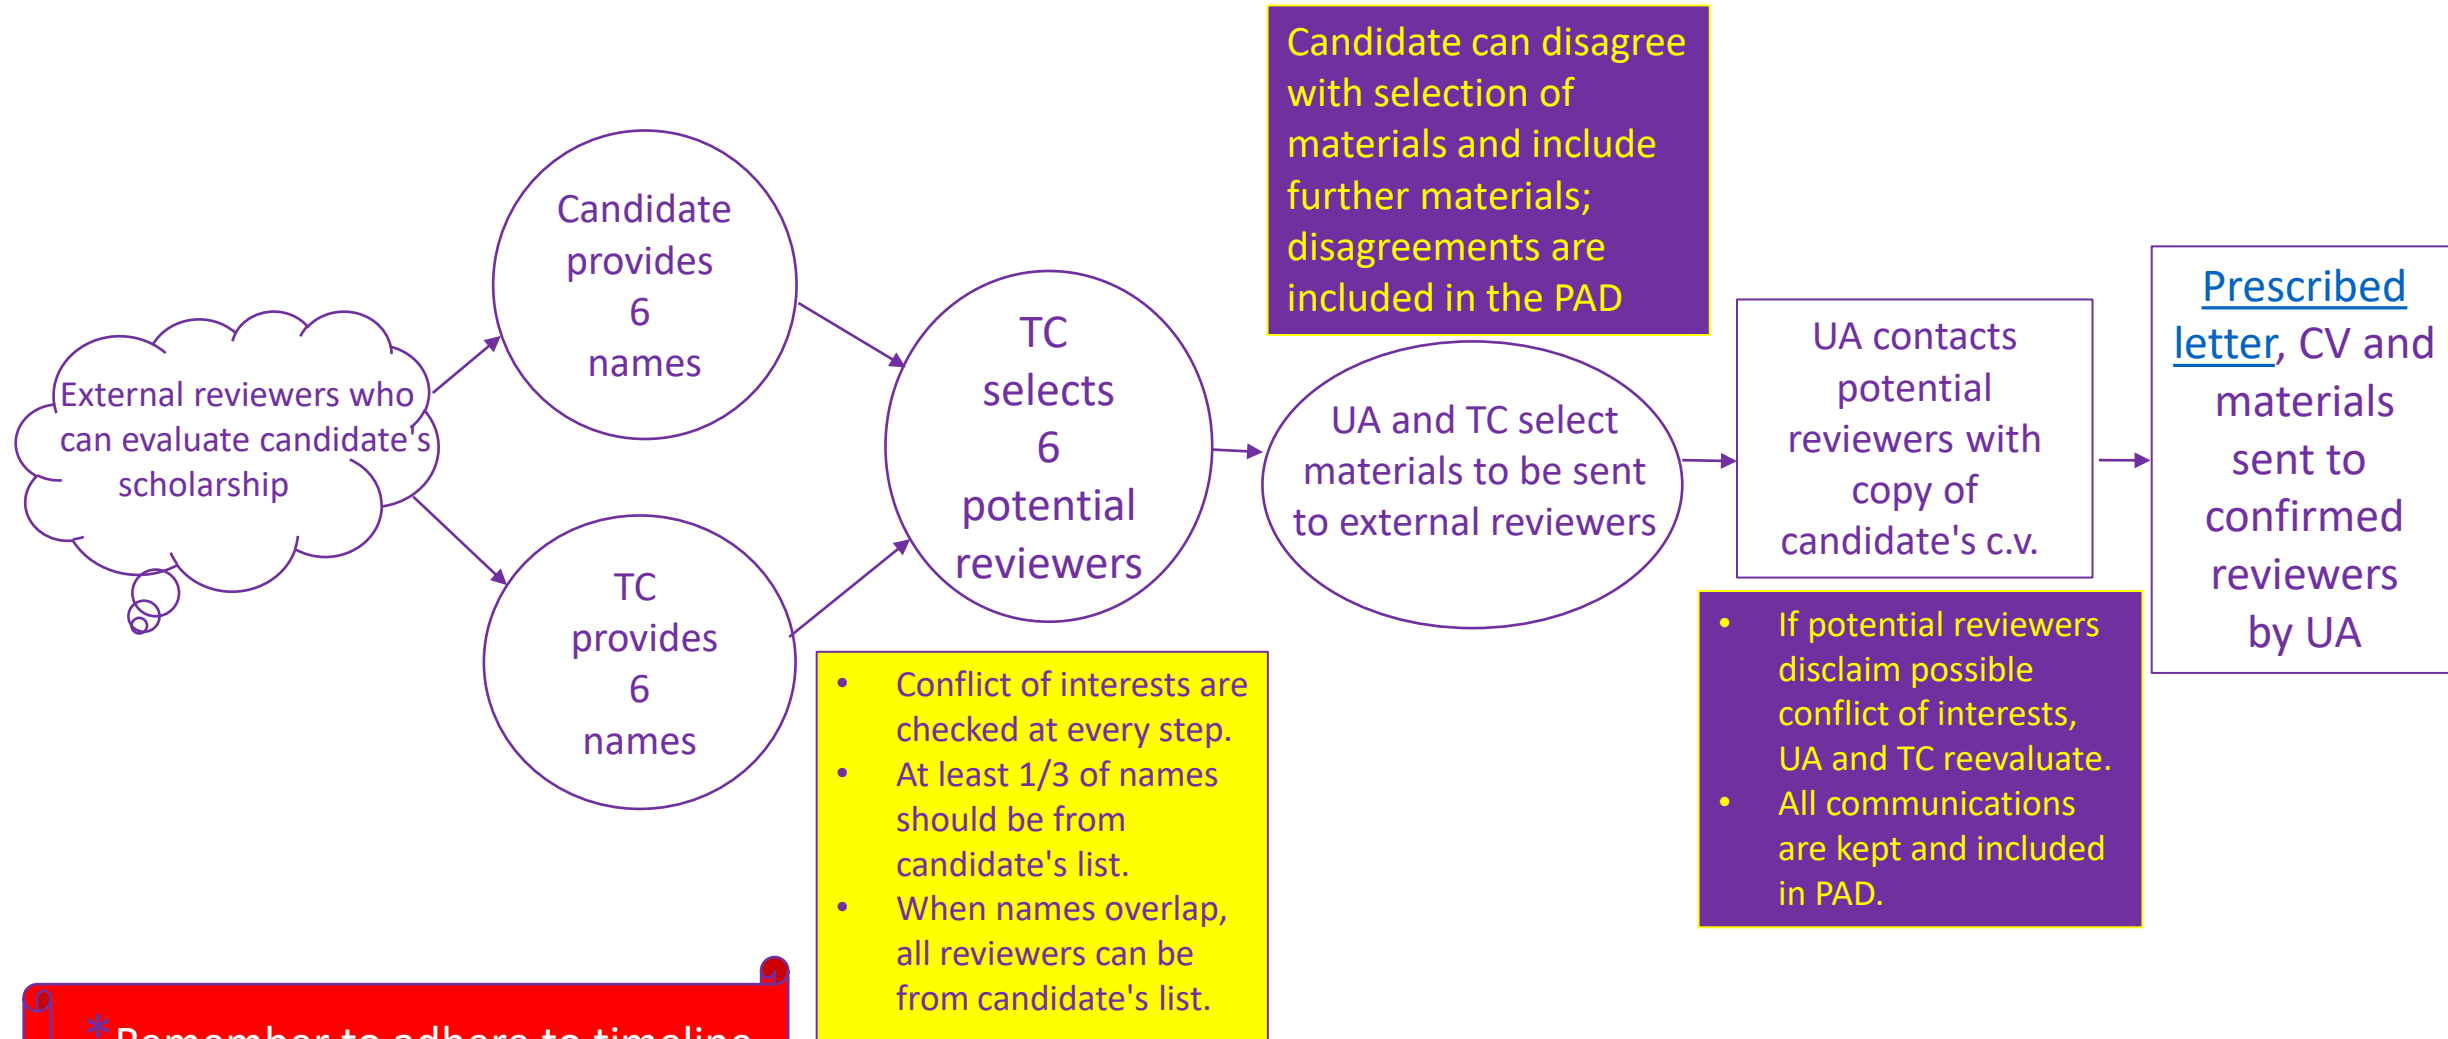 External reviewers who
can evaluate candidate's
scholarship
Candidate
provides
6
names
TC
provides
6
names
TC
selects
6
potential
reviewers
Conflict of interests are
checked at every step.
At least 1/3 of names
should be from
candidate's list.
When names overlap,
all reviewers can be
from candidate's list.
Candidate can disagree
with selection of
materials and include
further materials;
disagreements are
included in the PAD
UA and TC select
materials to be sent
to external reviewers
UA contacts
potential
reviewers with
copy of
candidate's c.v.
If potential reviewers
disclaim possible
conflict of interests,
UA and TC reevaluate.
All communications
are kept and included
in PAD.
Prescribed
letter, CV and
materials
sent to
confirmed
reviewers
by UA
*Remember to adhere to timeline